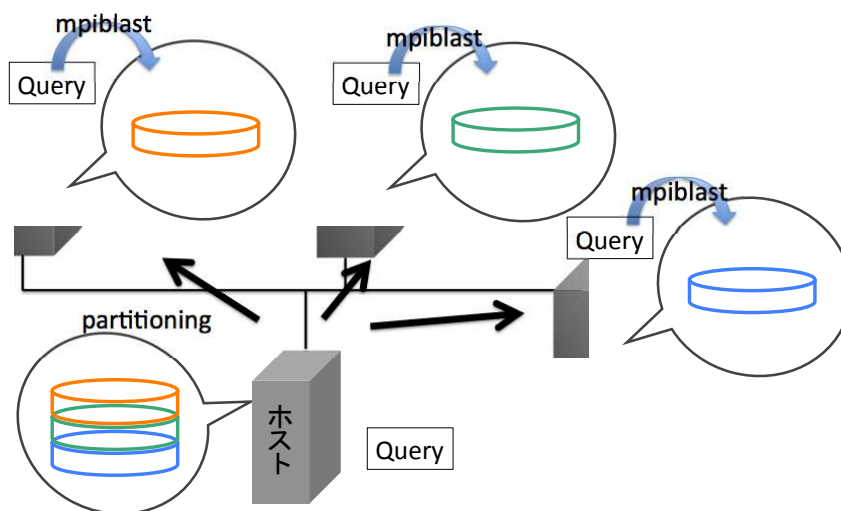 mpiblast
Query
mpiblast
Query
mpiblast
Query
partitioning
ホスト
Query